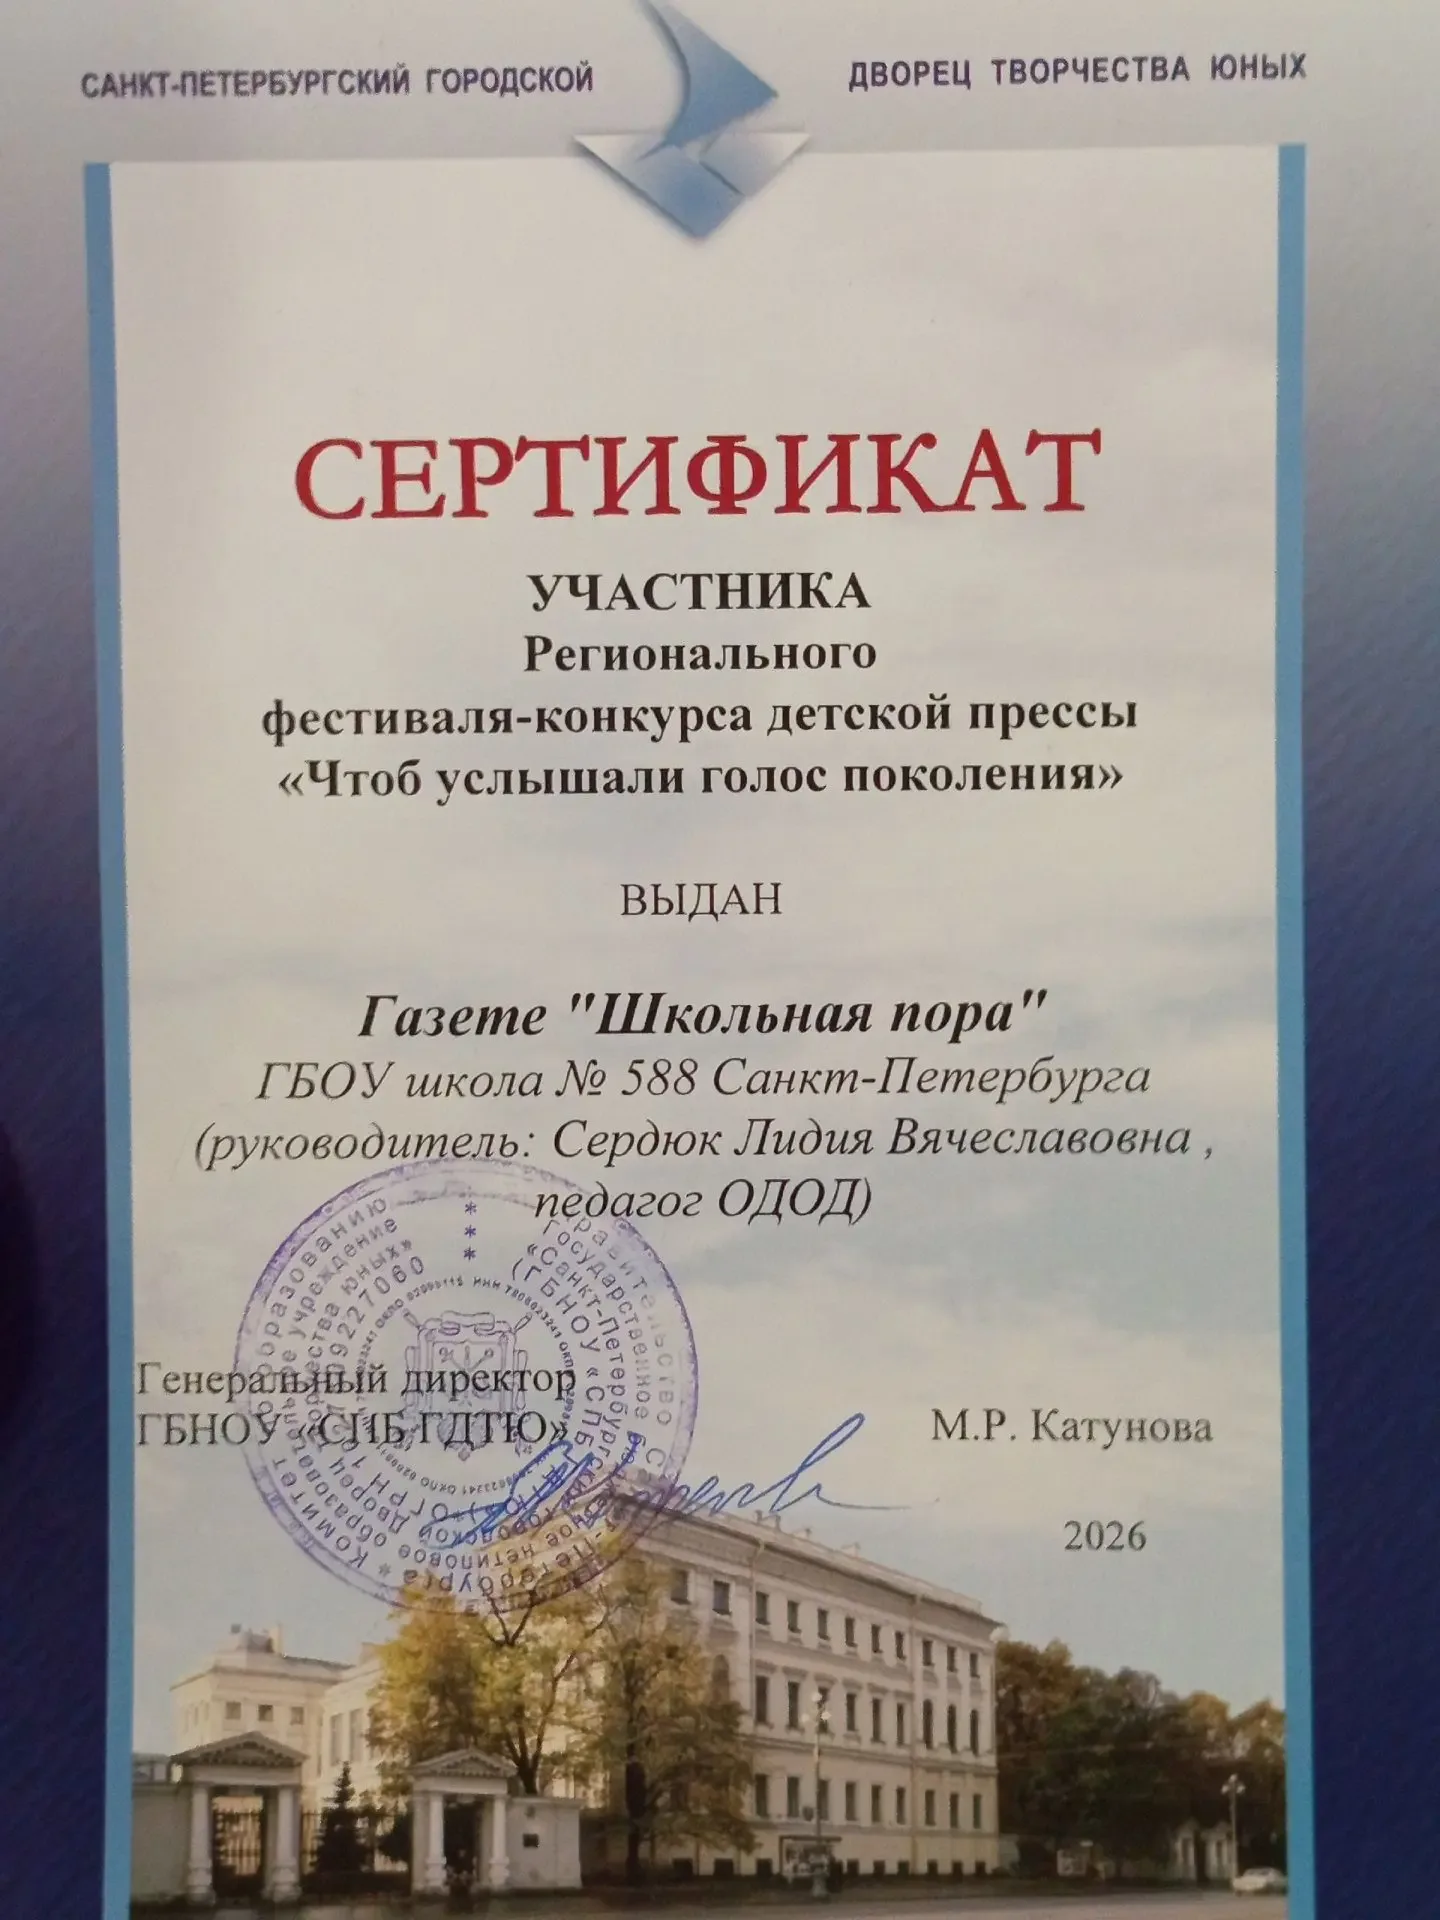 САНКТ-ПЕТЕРБУРГСКИЙ ГОРОДСКОЙ ДВОРЕЦ ТВОРЧЕСТВА ЮНЫХ
СЕРТИФИКАТ
УЧАСТНИКА
Регионального
фестиваля-конкурса детской прессы
«Чтоб услышали голос поколения»
ВЫДАН
Газете "Школьная пора"
ГБОУ школа № 588 Санкт-Петербурга
(руководитель: Сердюк Лидия Вячеславовна ,
педагог ОДОД)
Генеральный директор
ГБНОУ «СПБ ГДТЮ»
М.Р. Катунова
2026